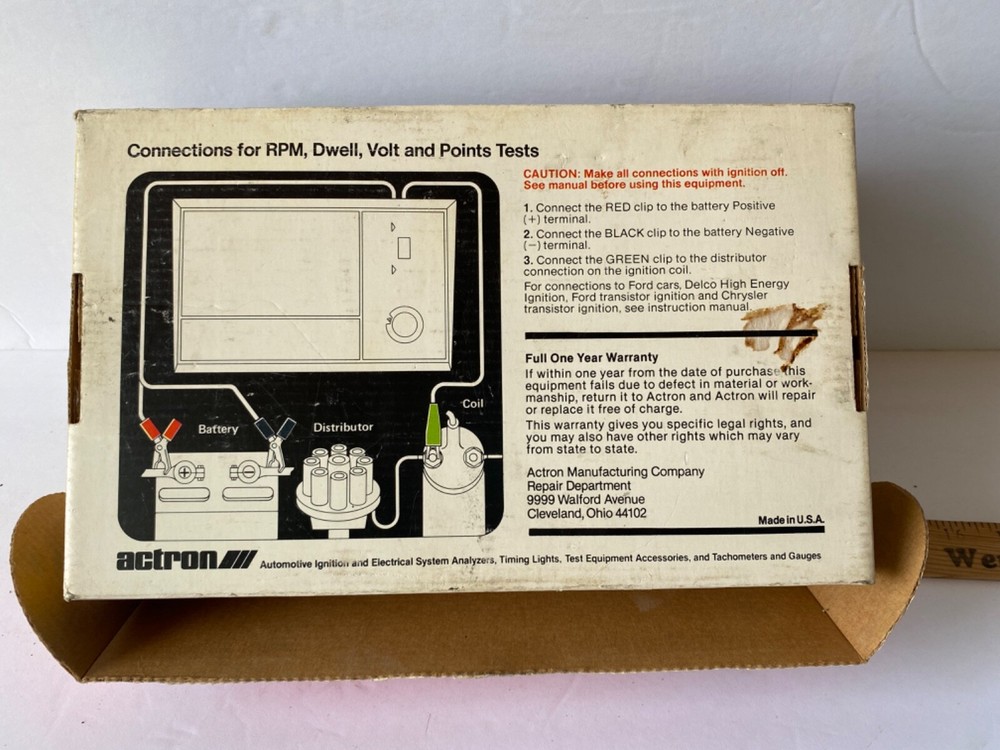 Connections for RPM, Dwell, Volt and Points Tests
CAUTION: Make all connections with ignition off.
See manual before using this equipment.
1. Connect the RED clip to the battery Positive
(+) terminal.
2. Connect the BLACK clip to the battery Negative
(−) terminal.
3. Connect the GREEN clip to the distributor
connection on the ignition coil.
For connections to Ford cars, Delco High Energy
Ignition, Ford transistor ignition and Chrysler
transistor ignition, see instruction manual.
Coil
Battery
Distributor
+
−
Full One Year Warranty
If within one year from the date of purchase this
equipment fails due to defect in material or work-
manship, return it to Actron and Actron will repair
or replace it free of charge.
This warranty gives you specific legal rights, and
you may also have other rights which may vary
from state to state.
Actron Manufacturing Company
Repair Department
9999 Walford Avenue
Cleveland, Ohio 44102
Made in U.S.A.
actron
Automotive Ignition and Electrical System Analyzers, Timing Lights, Test Equipment Accessories, and Tachometers and Gauges